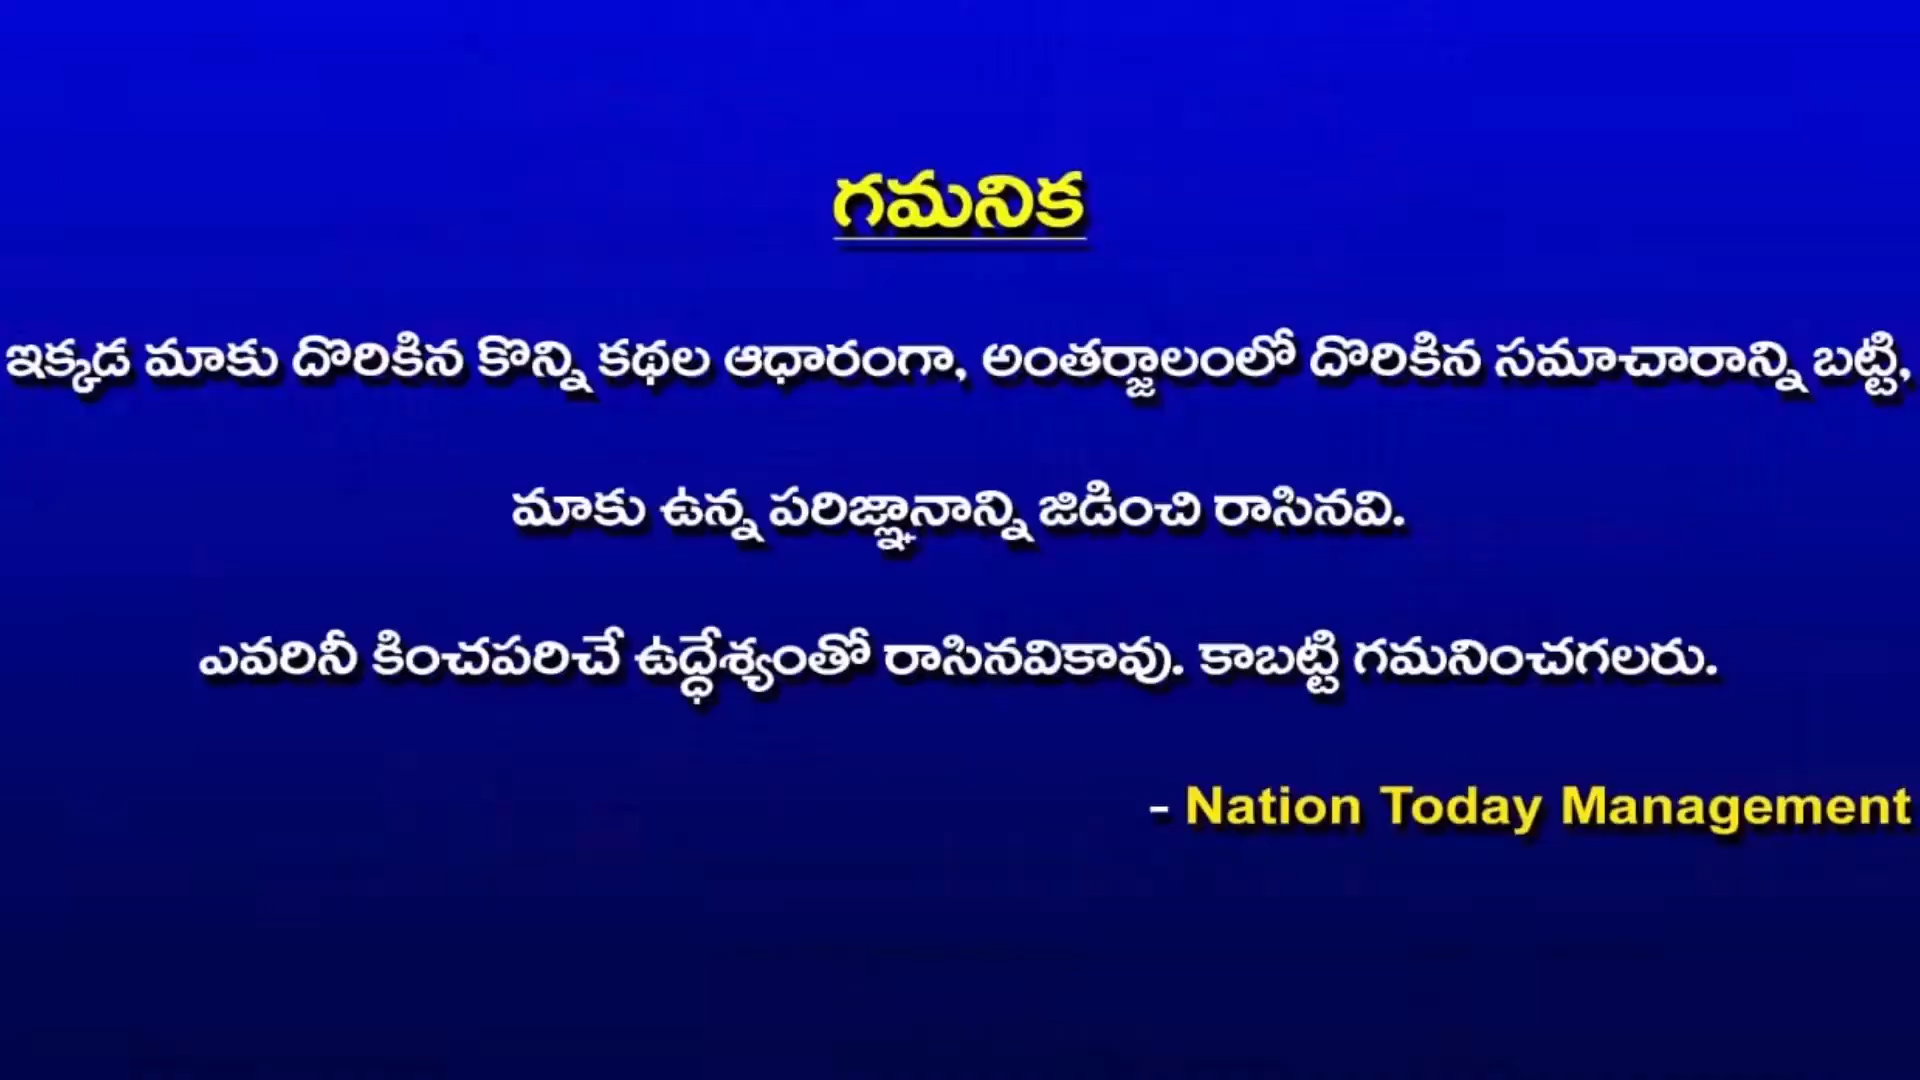 గమనిక
ఇక్కడ మాకు దొరికిన కొన్ని కథల ఆధారంగా, అంతర్జాలంలో దొరికిన సమాచారాన్ని బట్టి,
మాకు ఉన్న పరిజ్ఞానాన్ని జిడించి రాసినవి.
ఎవరినీ కించపరిచే ఉద్ధేశ్యంతో రాసినవికావు. కాబట్టి గమనించగలరు.
- Nation Today Management